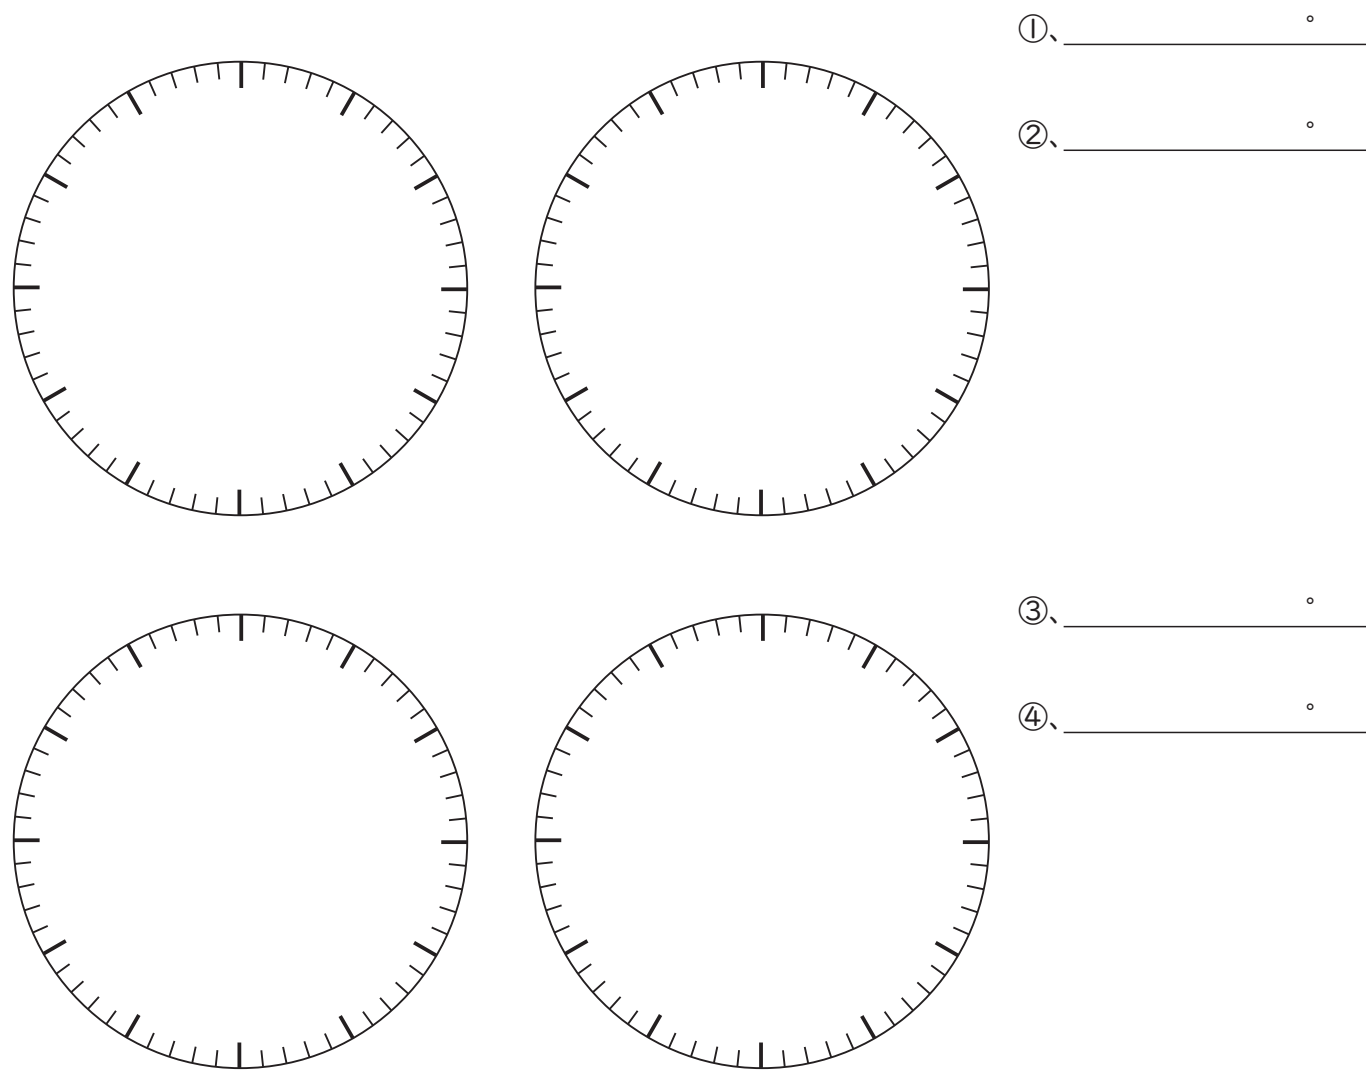 ①、 °
②、 °
③、 °
④、 °